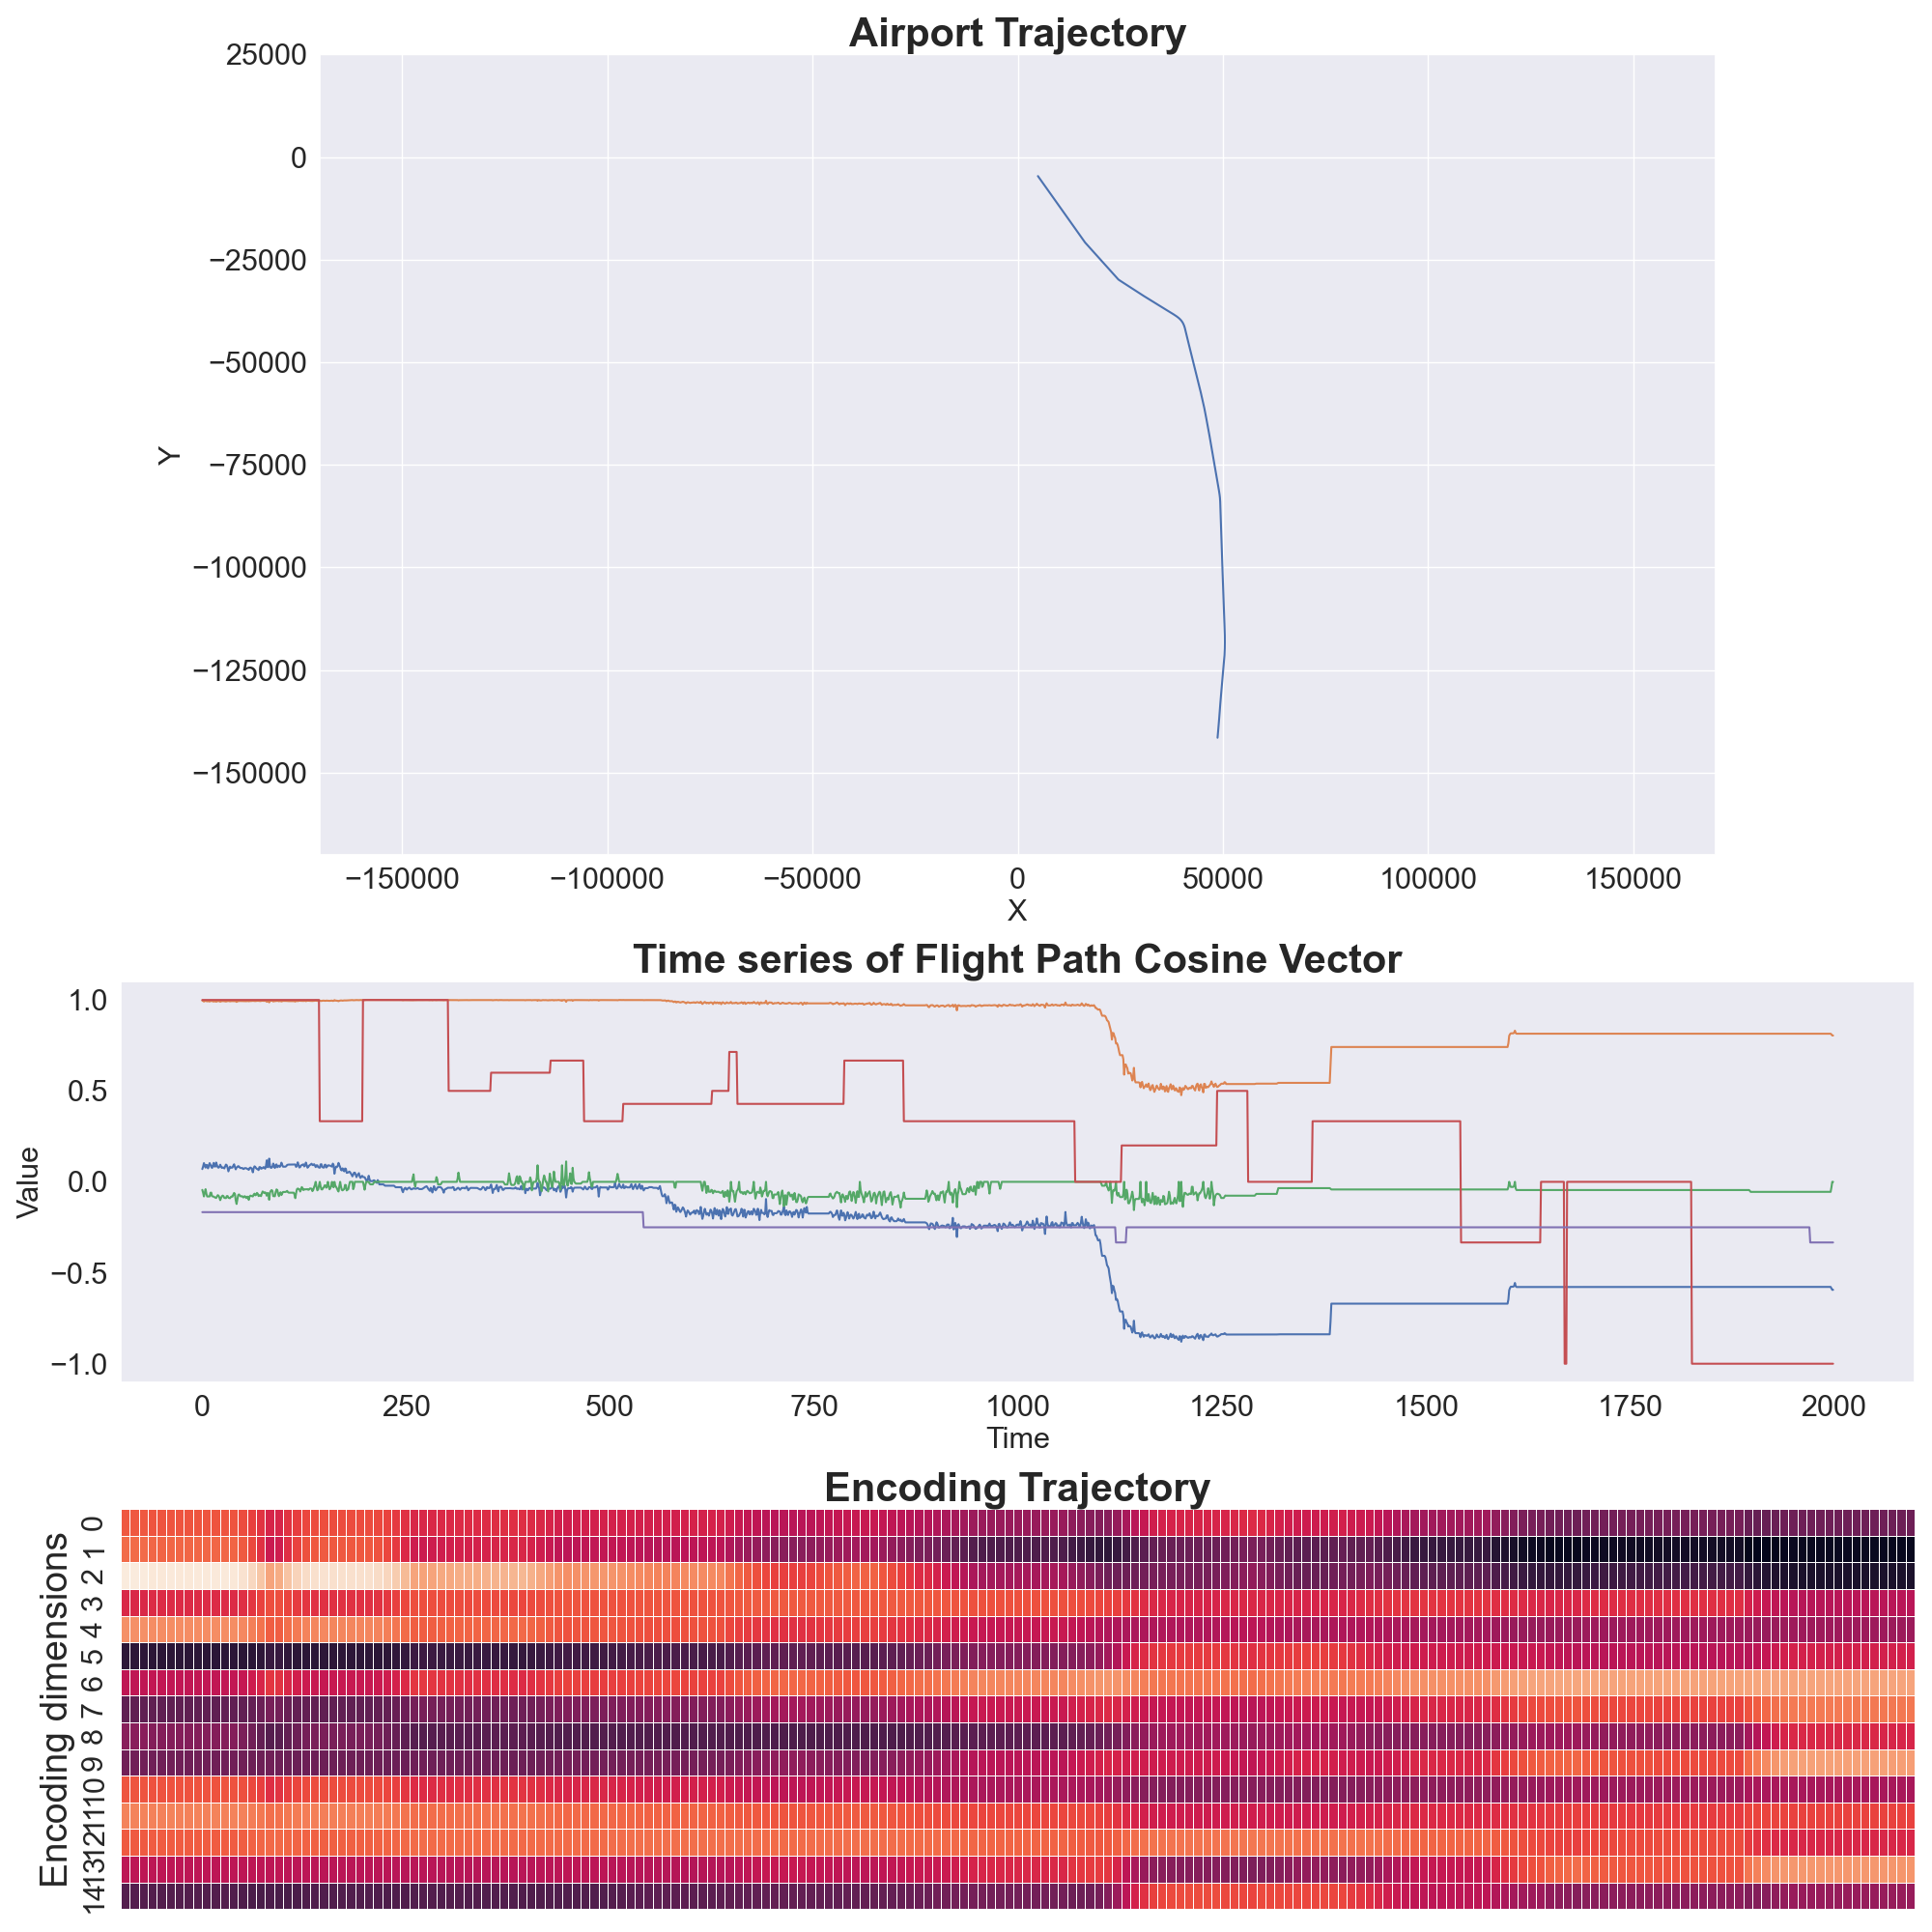 Airport Trajectory
25000
0
−25000
−50000
−75000
−100000
−125000
−150000
Y
−150000 −100000 −50000 0 50000 100000 150000
X
Time series of Flight Path Cosine Vector
1.0
0.5
0.0
−0.5
−1.0
Value
0 250 500 750 1000 1250 1500 1750 2000
Time
Encoding Trajectory
Encoding dimensions
0
1
2
3
4
5
6
7
8
9
10
11
12
13
14